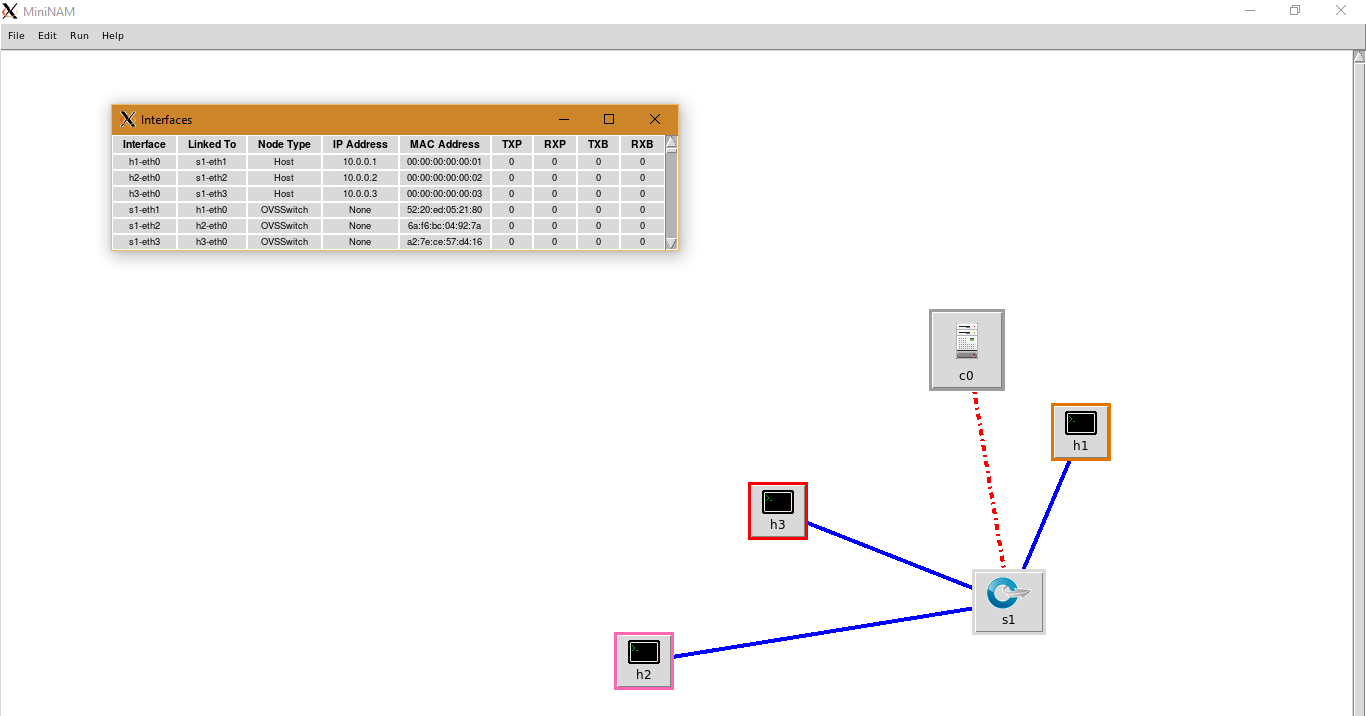 MiniNAM
File Edit Run Help
Interfaces
Interface Linked To Node Type IP Address MAC Address TXP RXP TXB RXB
h1-eth0 s1-eth1 Host 10.0.0.1 00:00:00:00:00:01 0 0 0 0
h2-eth0 s1-eth2 Host 10.0.0.2 00:00:00:00:00:02 0 0 0 0
h3-eth0 s1-eth3 Host 10.0.0.3 00:00:00:00:00:03 0 0 0 0
s1-eth1 h1-eth0 OVSSwitch None 52:20:ed:05:21:80 0 0 0 0
s1-eth2 h2-eth0 OVSSwitch None 6a:f6:bc:04:92:7a 0 0 0 0
s1-eth3 h3-eth0 OVSSwitch None a2:7e:ce:57:d4:16 0 0 0 0
c0
h1
h3
s1
h2